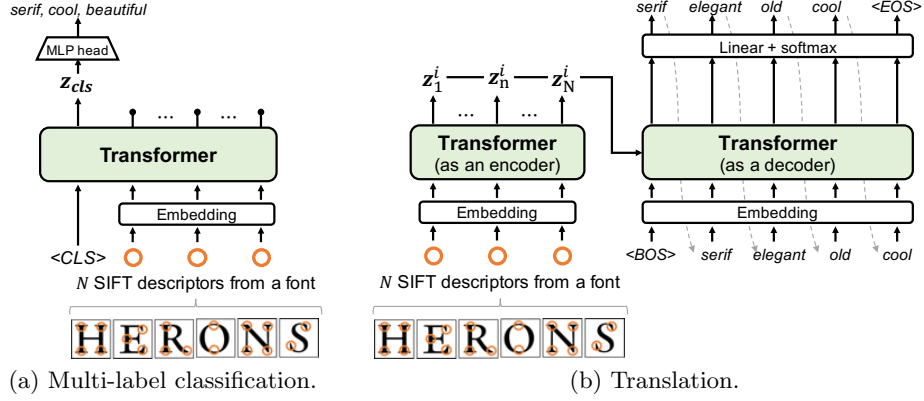 serif, cool, beautiful
MLP head
z_cls
... ...
Transformer
Embedding
<CLS>
N SIFT descriptors from a font
H E R O N S
(a) Multi-label classification.
serif elegant old cool <EOS>
Linear + softmax
z_1^i z_n^i z_N^i
... ...
Transformer
(as an encoder)
Transformer
(as a decoder)
Embedding
Embedding
<BOS> serif elegant old cool
N SIFT descriptors from a font
H E R O N S
(b) Translation.